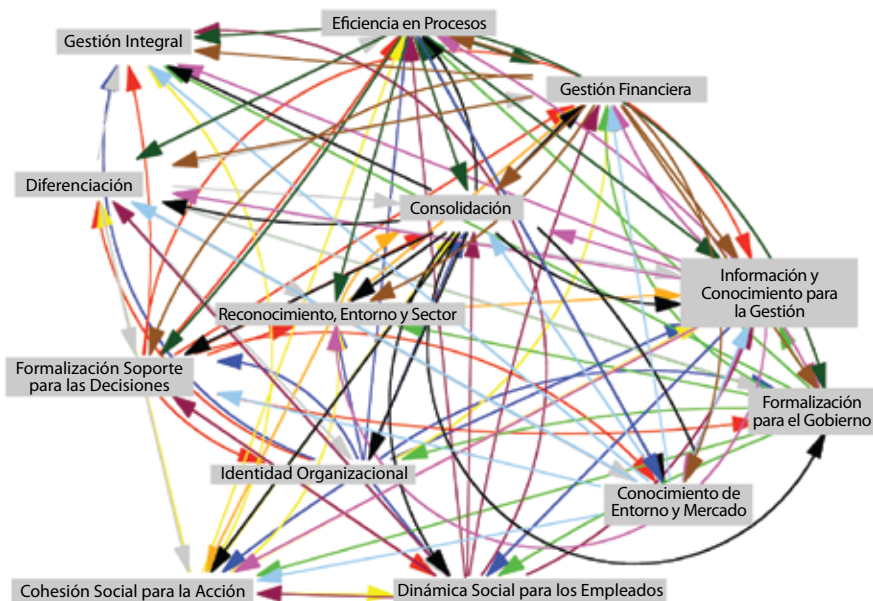 Eficiencia en Procesos
Gestión Integral
Gestión Financiera
Diferenciación
Consolidación
Información y
Conocimiento para
la Gestión
Reconocimiento, Entorno y Sector
Formalización Soporte
para las Decisiones
Formalización
para el Gobierno
Identidad Organizacional
Conocimiento de
Entorno y Mercado
Cohesión Social para la Acción
Dinámica Social para los Empleados